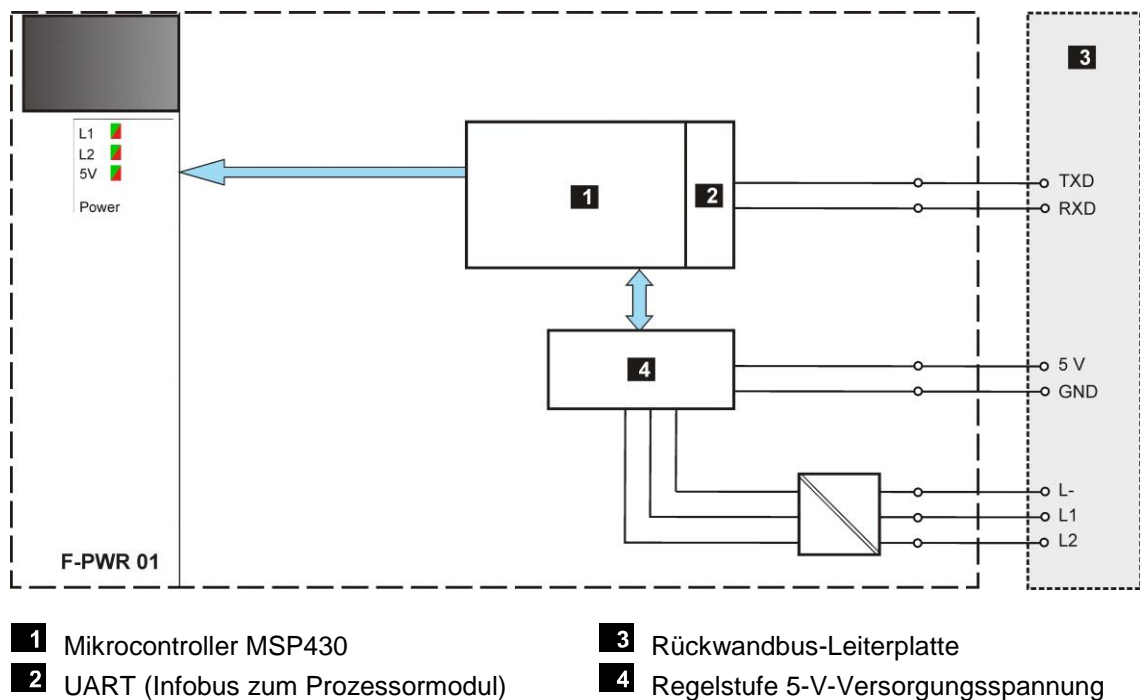 3
L1
L2
5V
Power
1
2
TXD
RXD
4
5 V
GND
L-
L1
L2
F-PWR 01
1 Mikrocontroller MSP430
2 UART (Infobus zum Prozessormodul)
3 Rückwandbus-Leiterplatte
4 Regelstufe 5-V-Versorgungsspannung